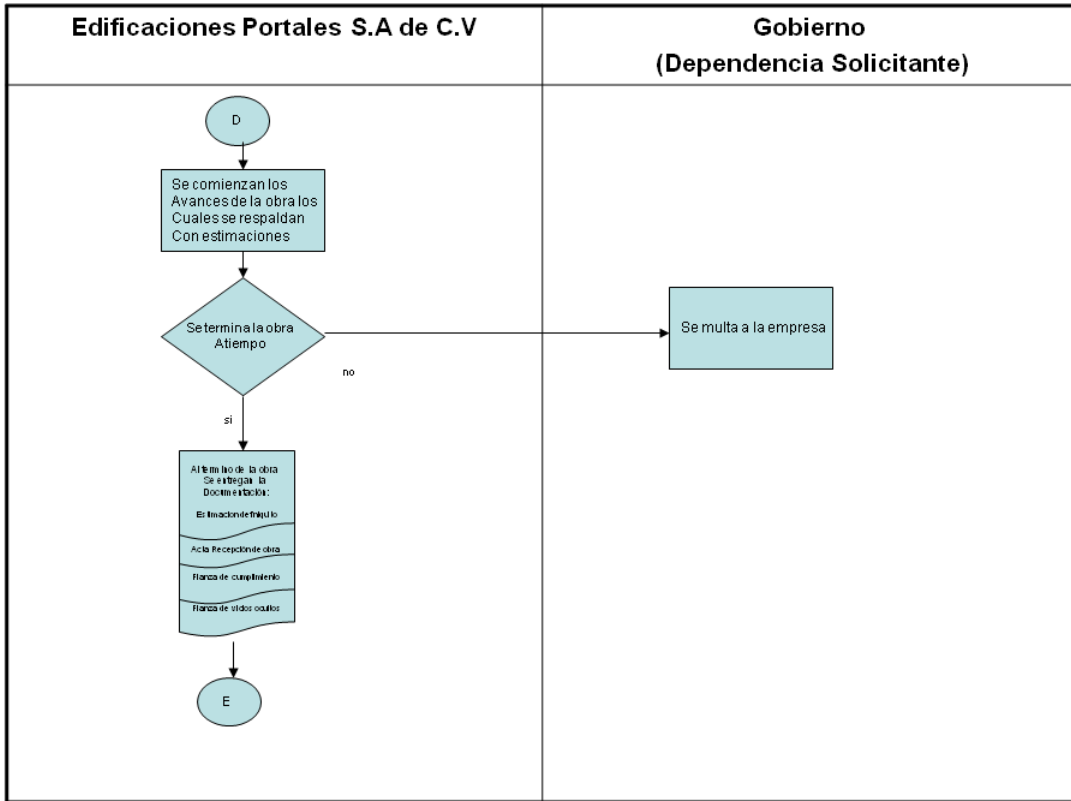 Edificaciones Portales S.A de C.V
Gobierno
(Dependencia Solicitante)
D
Se comienzan los
Avances de la obra los
Cuales se respaldan
Con estimaciones
Se termina la obra
A tiempo
no
Se multa a la empresa
si
Al termino de la obra
Se entregan la
Documentación:
Estimacion de finiquito
Acta Recepción de obra
Fianza de cumplimiento
Fianza de vicios ocultos
E